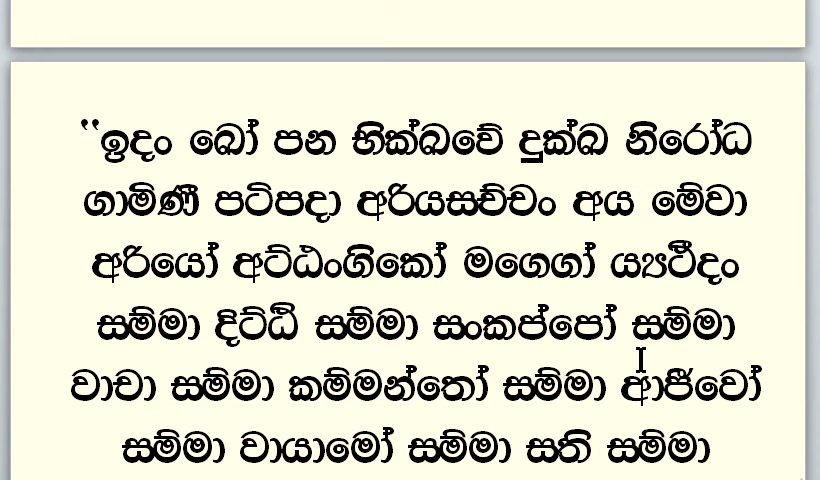 “ඉදං ඛෝ පන භික්ඛවේ දුක්ඛ නිරෝධ
ගාමිණී පටිපදා අරියසච්චං අය මේවා
අරියෝ අට්ඨංගිකෝ මගෙගා් ය්‍යථීදං
සම්මා දිට්ඨි සම්මා සංකප්පෝ සම්මා
වාචා සම්මා කම්මන්තෝ සම්මා ආජීවෝ
සම්මා වායාමෝ සම්මා සති සම්මා